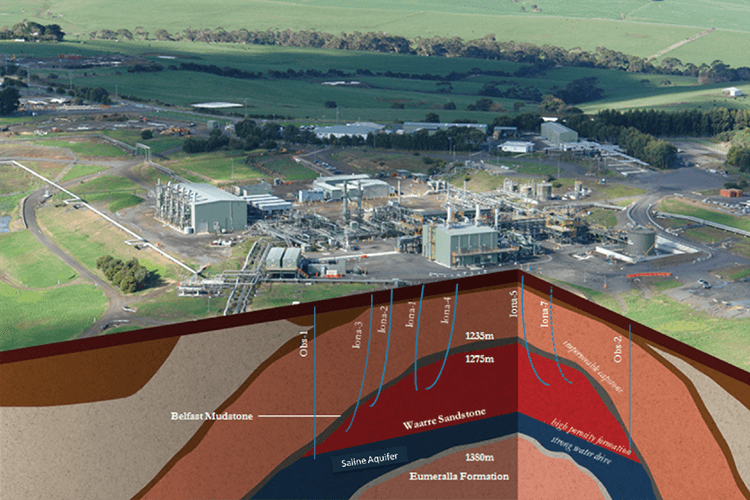 Obs-1
Iona-3
Iona-2
Iona-1
Iona-4
Iona-5
Iona-7
Obs-2
1235m
1275m
impermeable caprock
Belfast Mudstone
Waarre Sandstone
high porosity formation
strong water drive
Saline Aquifer
1380m
Eumeralla Formation